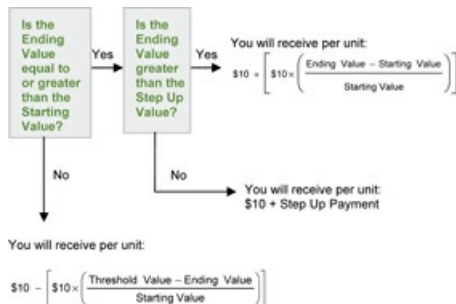 Is the
Ending
Value
equal to
or greater
than the
Starting
Value?
Yes
Is the
Ending
Value
greater
than the
Step Up
Value?
Yes
You will receive per unit:
$10 + [ $10 × ( Ending Value – Starting Value
Starting Value ) ]
No
No
You will receive per unit:
$10 + Step Up Payment
You will receive per unit:
$10 – [ $10 × ( Threshold Value – Ending Value
Starting Value ) ]